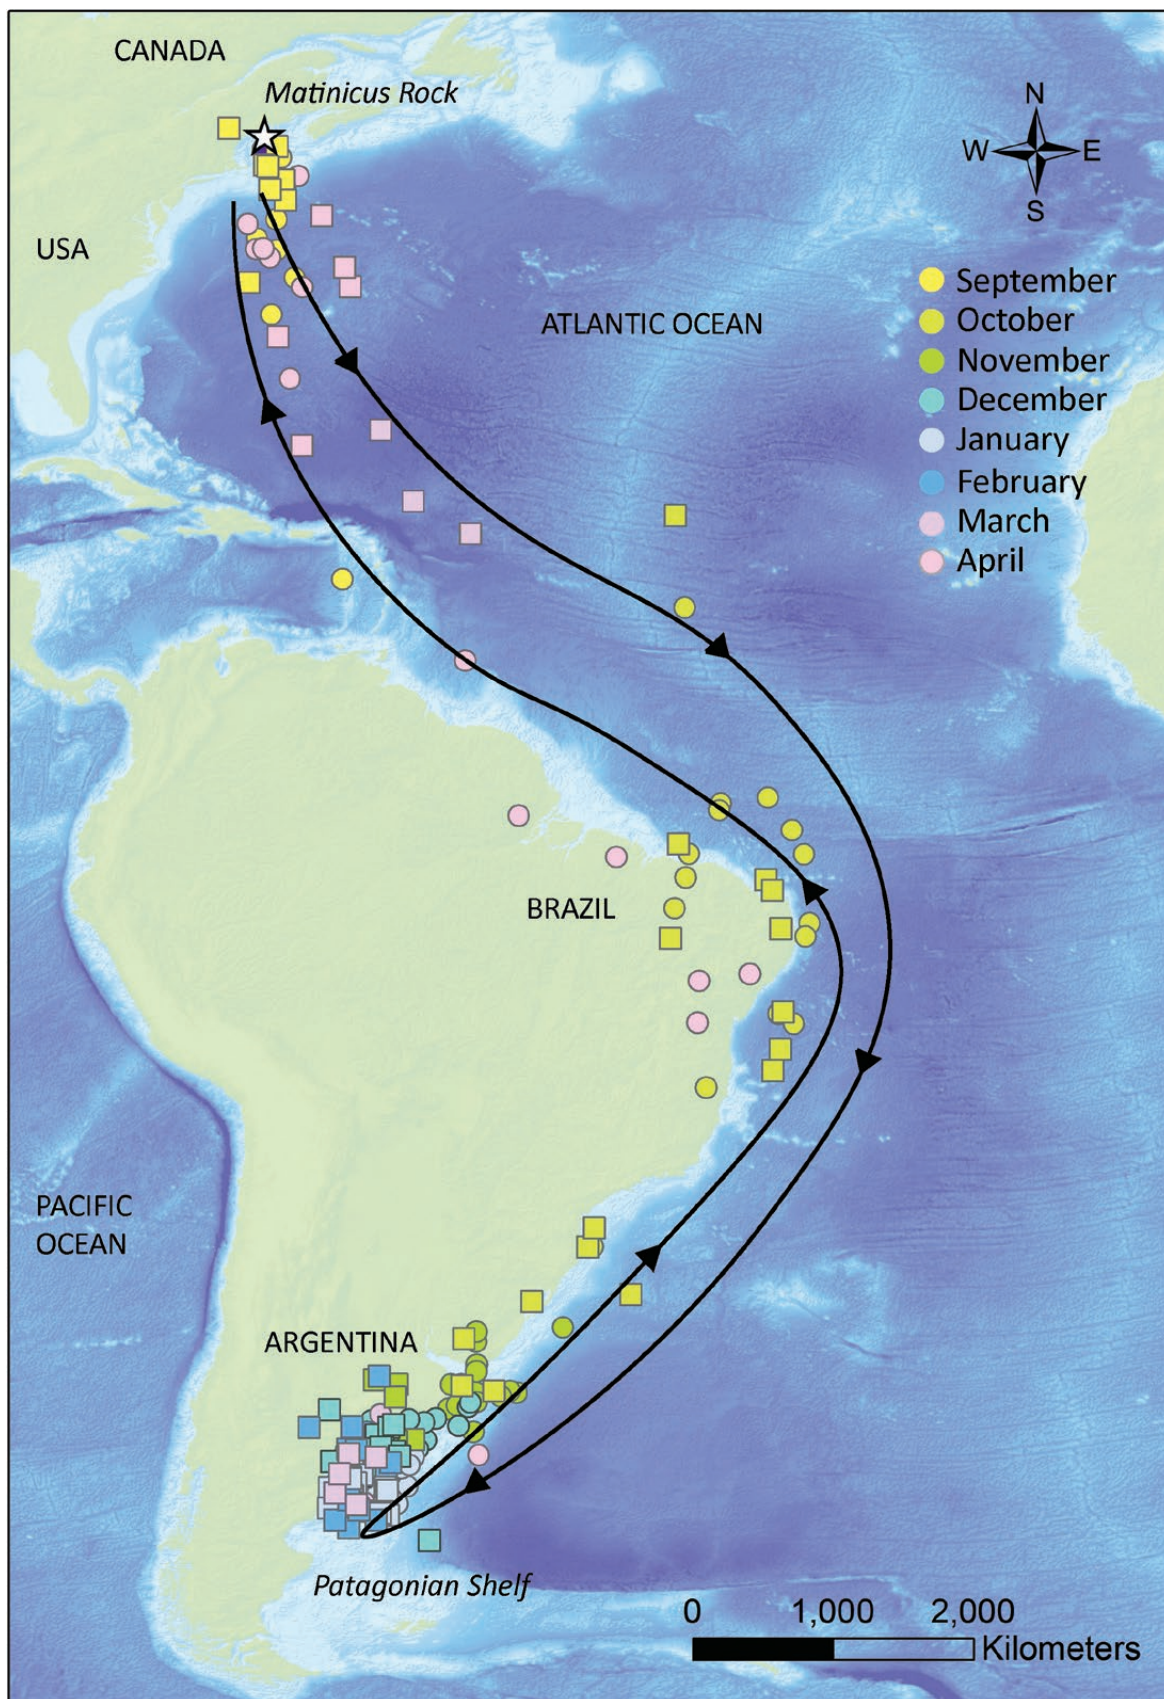 CANADA
Matinicus Rock
N
W
E
S
USA
ATLANTIC OCEAN
September
October
November
December
January
February
March
April
BRAZIL
PACIFIC
OCEAN
ARGENTINA
Patagonian Shelf
0 1,000 2,000
Kilometers